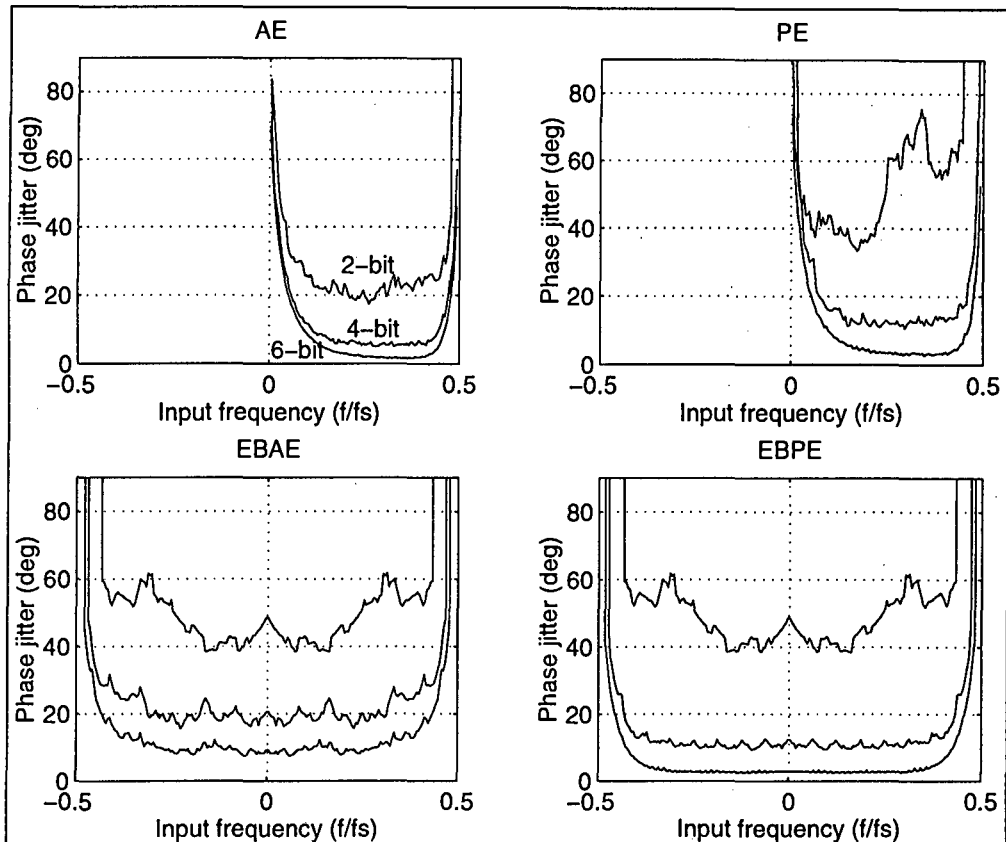 AE
Phase jitter (deg)
80
60
40
20
0
2-bit
4-bit
6-bit
-0.5
0
0.5
Input frequency (f/fs)
PE
Phase jitter (deg)
80
60
40
20
0
-0.5
0
0.5
Input frequency (f/fs)
EBAE
Phase jitter (deg)
80
60
40
20
0
-0.5
0
0.5
Input frequency (f/fs)
EBPE
Phase jitter (deg)
80
60
40
20
0
-0.5
0
0.5
Input frequency (f/fs)